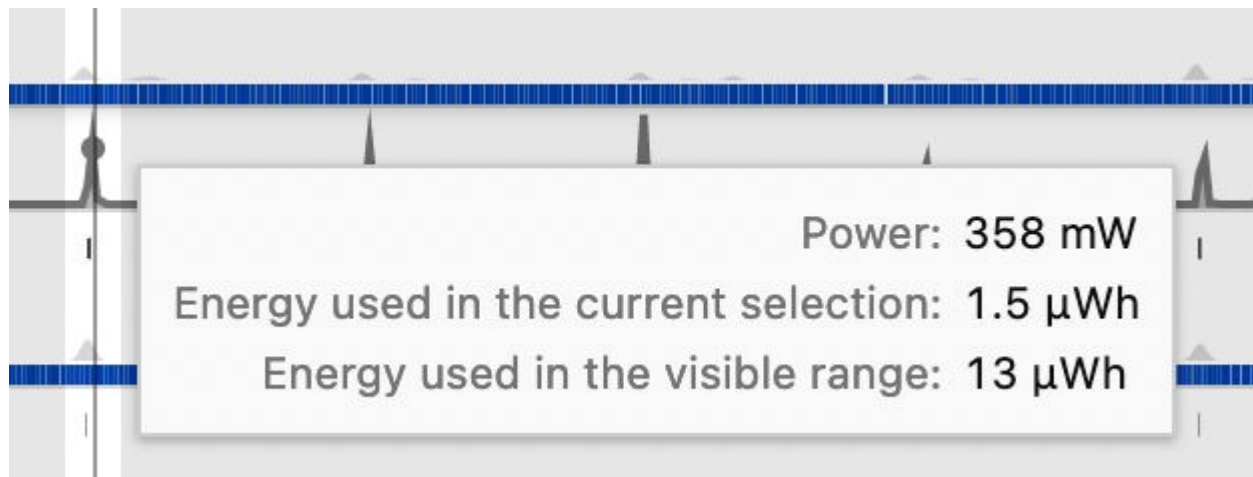 Power: 358 mW
Energy used in the current selection: 1.5 μWh
Energy used in the visible range: 13 μWh